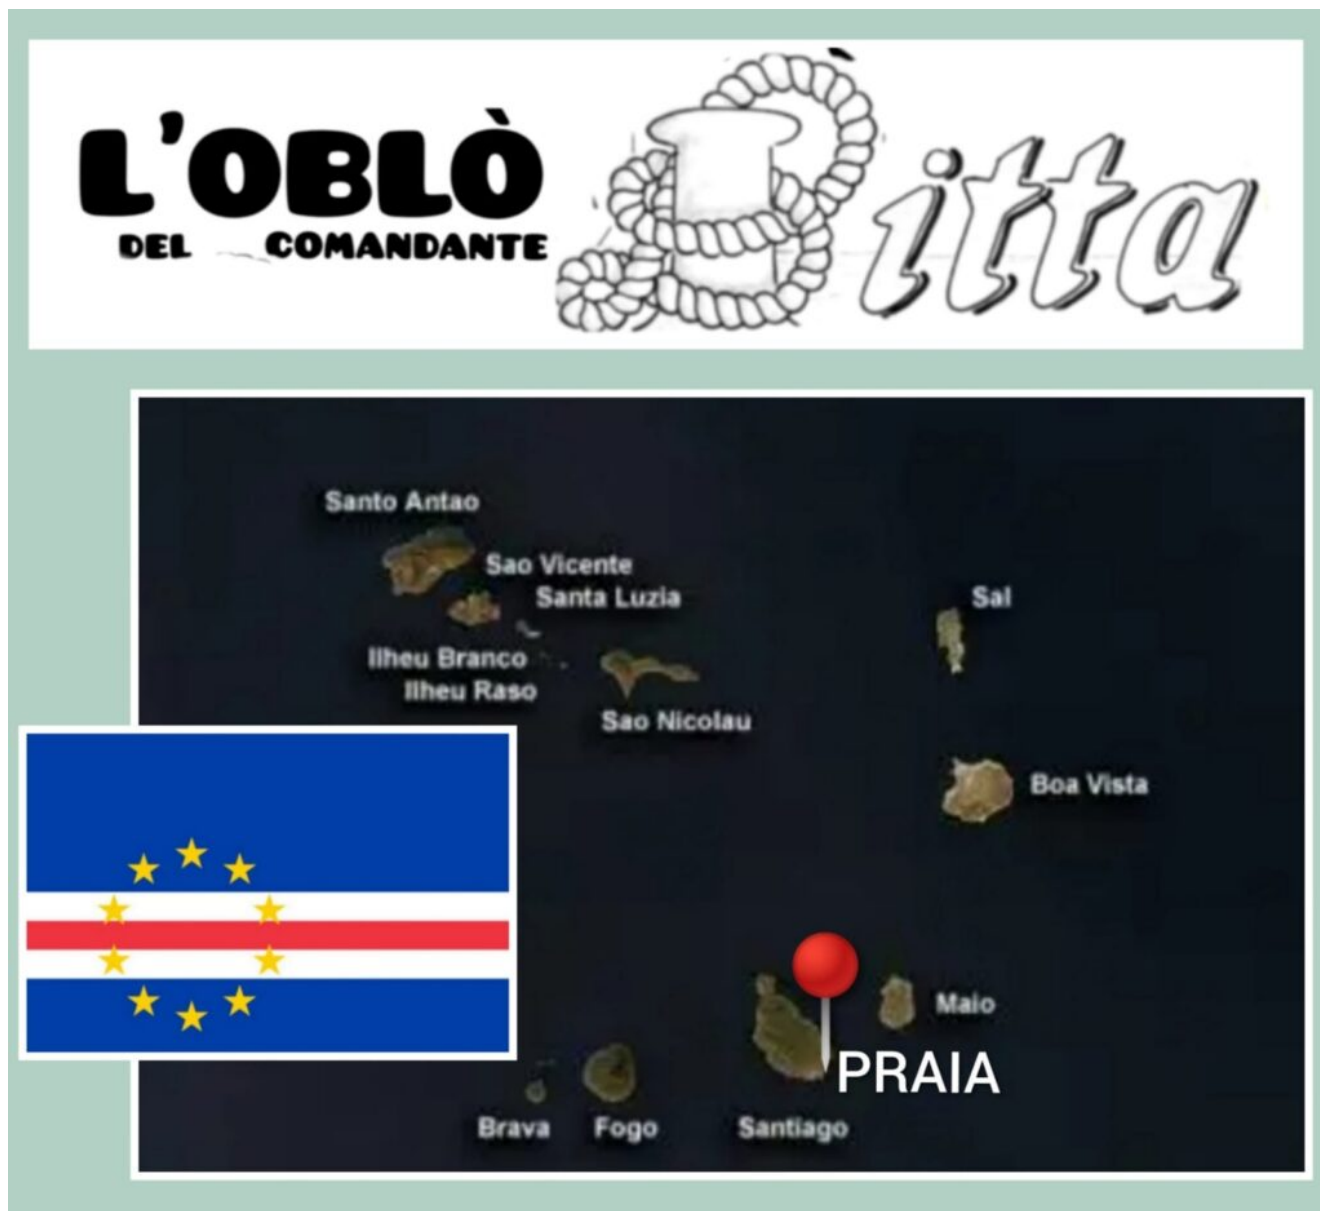 L'OBLÒ
DEL COMANDANTE
Bitta
Santo Antao
Sao Vicente
Santa Luzia
Sal
Ilheu Branco
Ilheu Raso
Sao Nicolau
Boa Vista
Maio
PRAIA
Brava
Fogo
Santiago